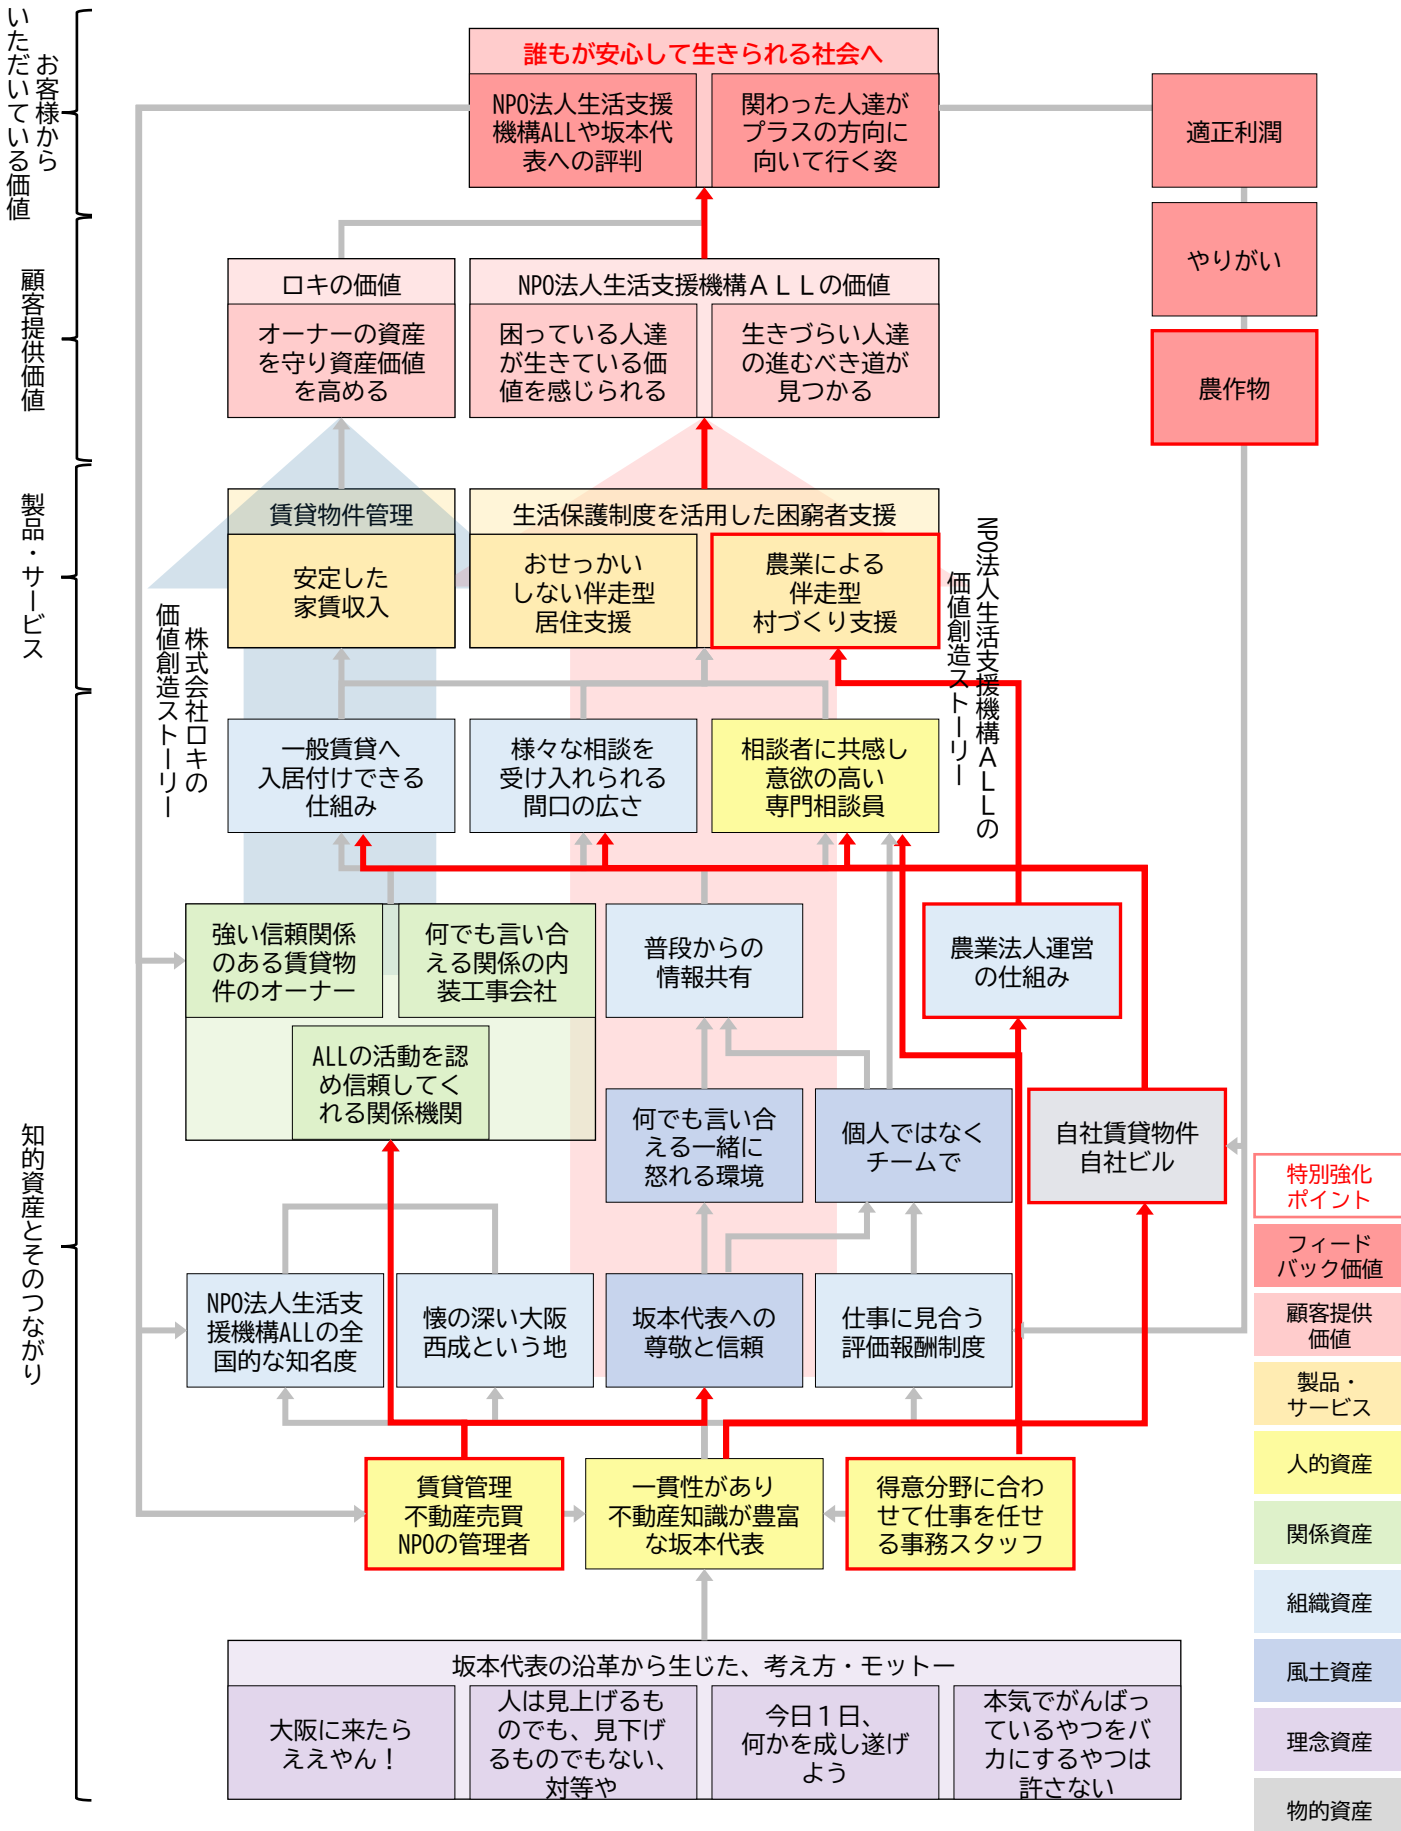 お客様から
いただいている価値
誰もが安心して生きられる社会へ
NPO法人生活支援
機構ALLや坂本代
表への評判
関わった人達が
プラスの方向に
向いて行く姿
適正利潤
やりがい
農作物
顧客提供価値
ロキの価値
オーナーの資産
を守り資産価値
を高める
NPO法人生活支援機構ＡＬＬの価値
困っている人達
が生きている価
値を感じられる
生きづらい人達
の進むべき道が
見つかる
製品・サービス
賃貸物件管理
安定した
家賃収入
生活保護制度を活用した困窮者支援
おせっかい
しない伴走型
居住支援
農業による
伴走型
村づくり支援
株式会社ロキの
価値創造ストーリー
NPO法人生活支援機構ＡＬＬの
価値創造ストーリー
知的資産とそのつながり
一般賃貸へ
入居付けできる
仕組み
様々な相談を
受け入れられる
間口の広さ
相談者に共感し
意欲の高い
専門相談員
強い信頼関係
のある賃貸物
件のオーナー
何でも言い合
える関係の内
装工事会社
ALLの活動を認
め信頼してく
れる関係機関
普段からの
情報共有
農業法人運営
の仕組み
何でも言い合
える一緒に
怒れる環境
個人ではなく
チームで
自社賃貸物件
自社ビル
NPO法人生活支
援機構ALLの全
国的な知名度
懐の深い大阪
西成という地
坂本代表への
尊敬と信頼
仕事に見合う
評価報酬制度
賃貸管理
不動産売買
NPOの管理者
一貫性があり
不動産知識が豊富
な坂本代表
得意分野に合わ
せて仕事を任せ
る事務スタッフ
坂本代表の沿革から生じた、考え方・モットー
大阪に来たら
ええやん！
人は見上げるも
のでも、見下げ
るものでもない、
対等や
今日１日、
何かを成し遂げ
よう
本気でがんばっ
ているやつをバ
カにするやつは
許さない
特別強化
ポイント
フィード
バック価値
顧客提供
価値
製品・
サービス
人的資産
関係資産
組織資産
風土資産
理念資産
物的資産